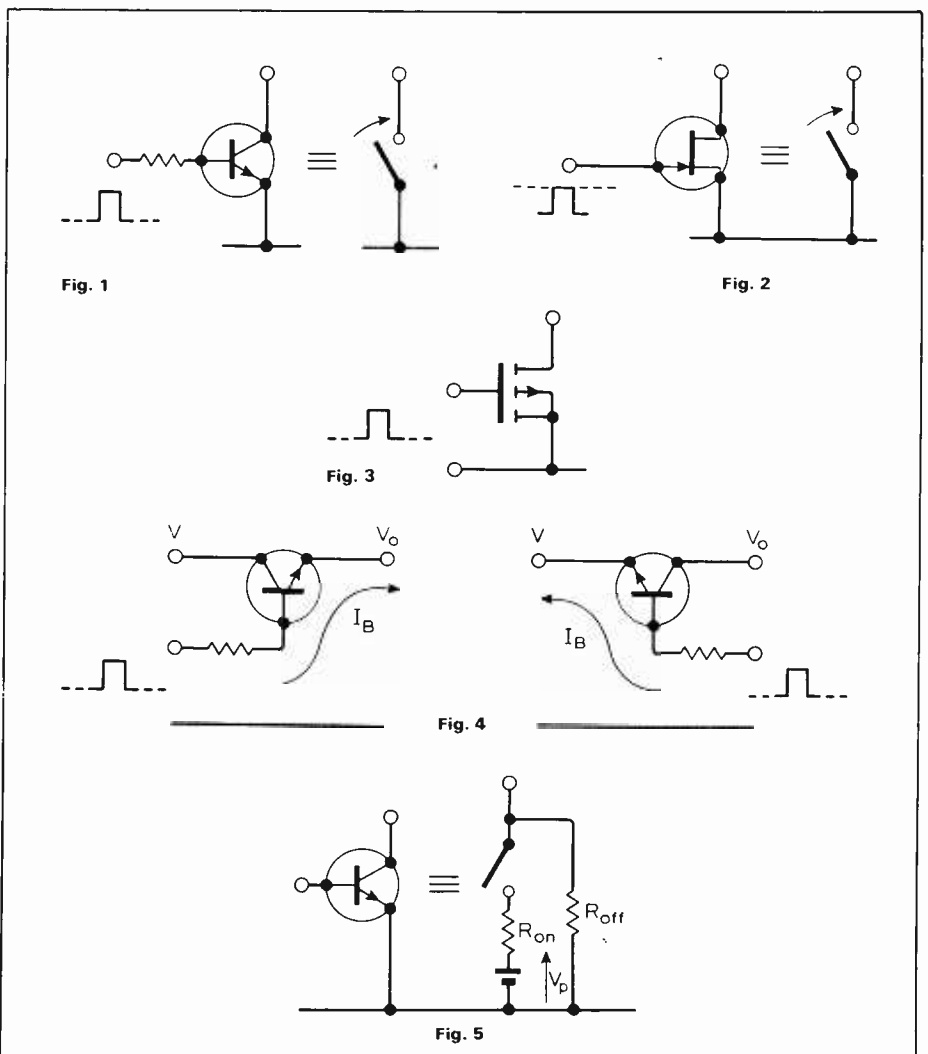 Fig. 1
Fig. 2
Fig. 3
V
Vo
IB
V
Vo
IB
Fig. 4
Ron
Roff
Vp
Fig. 5